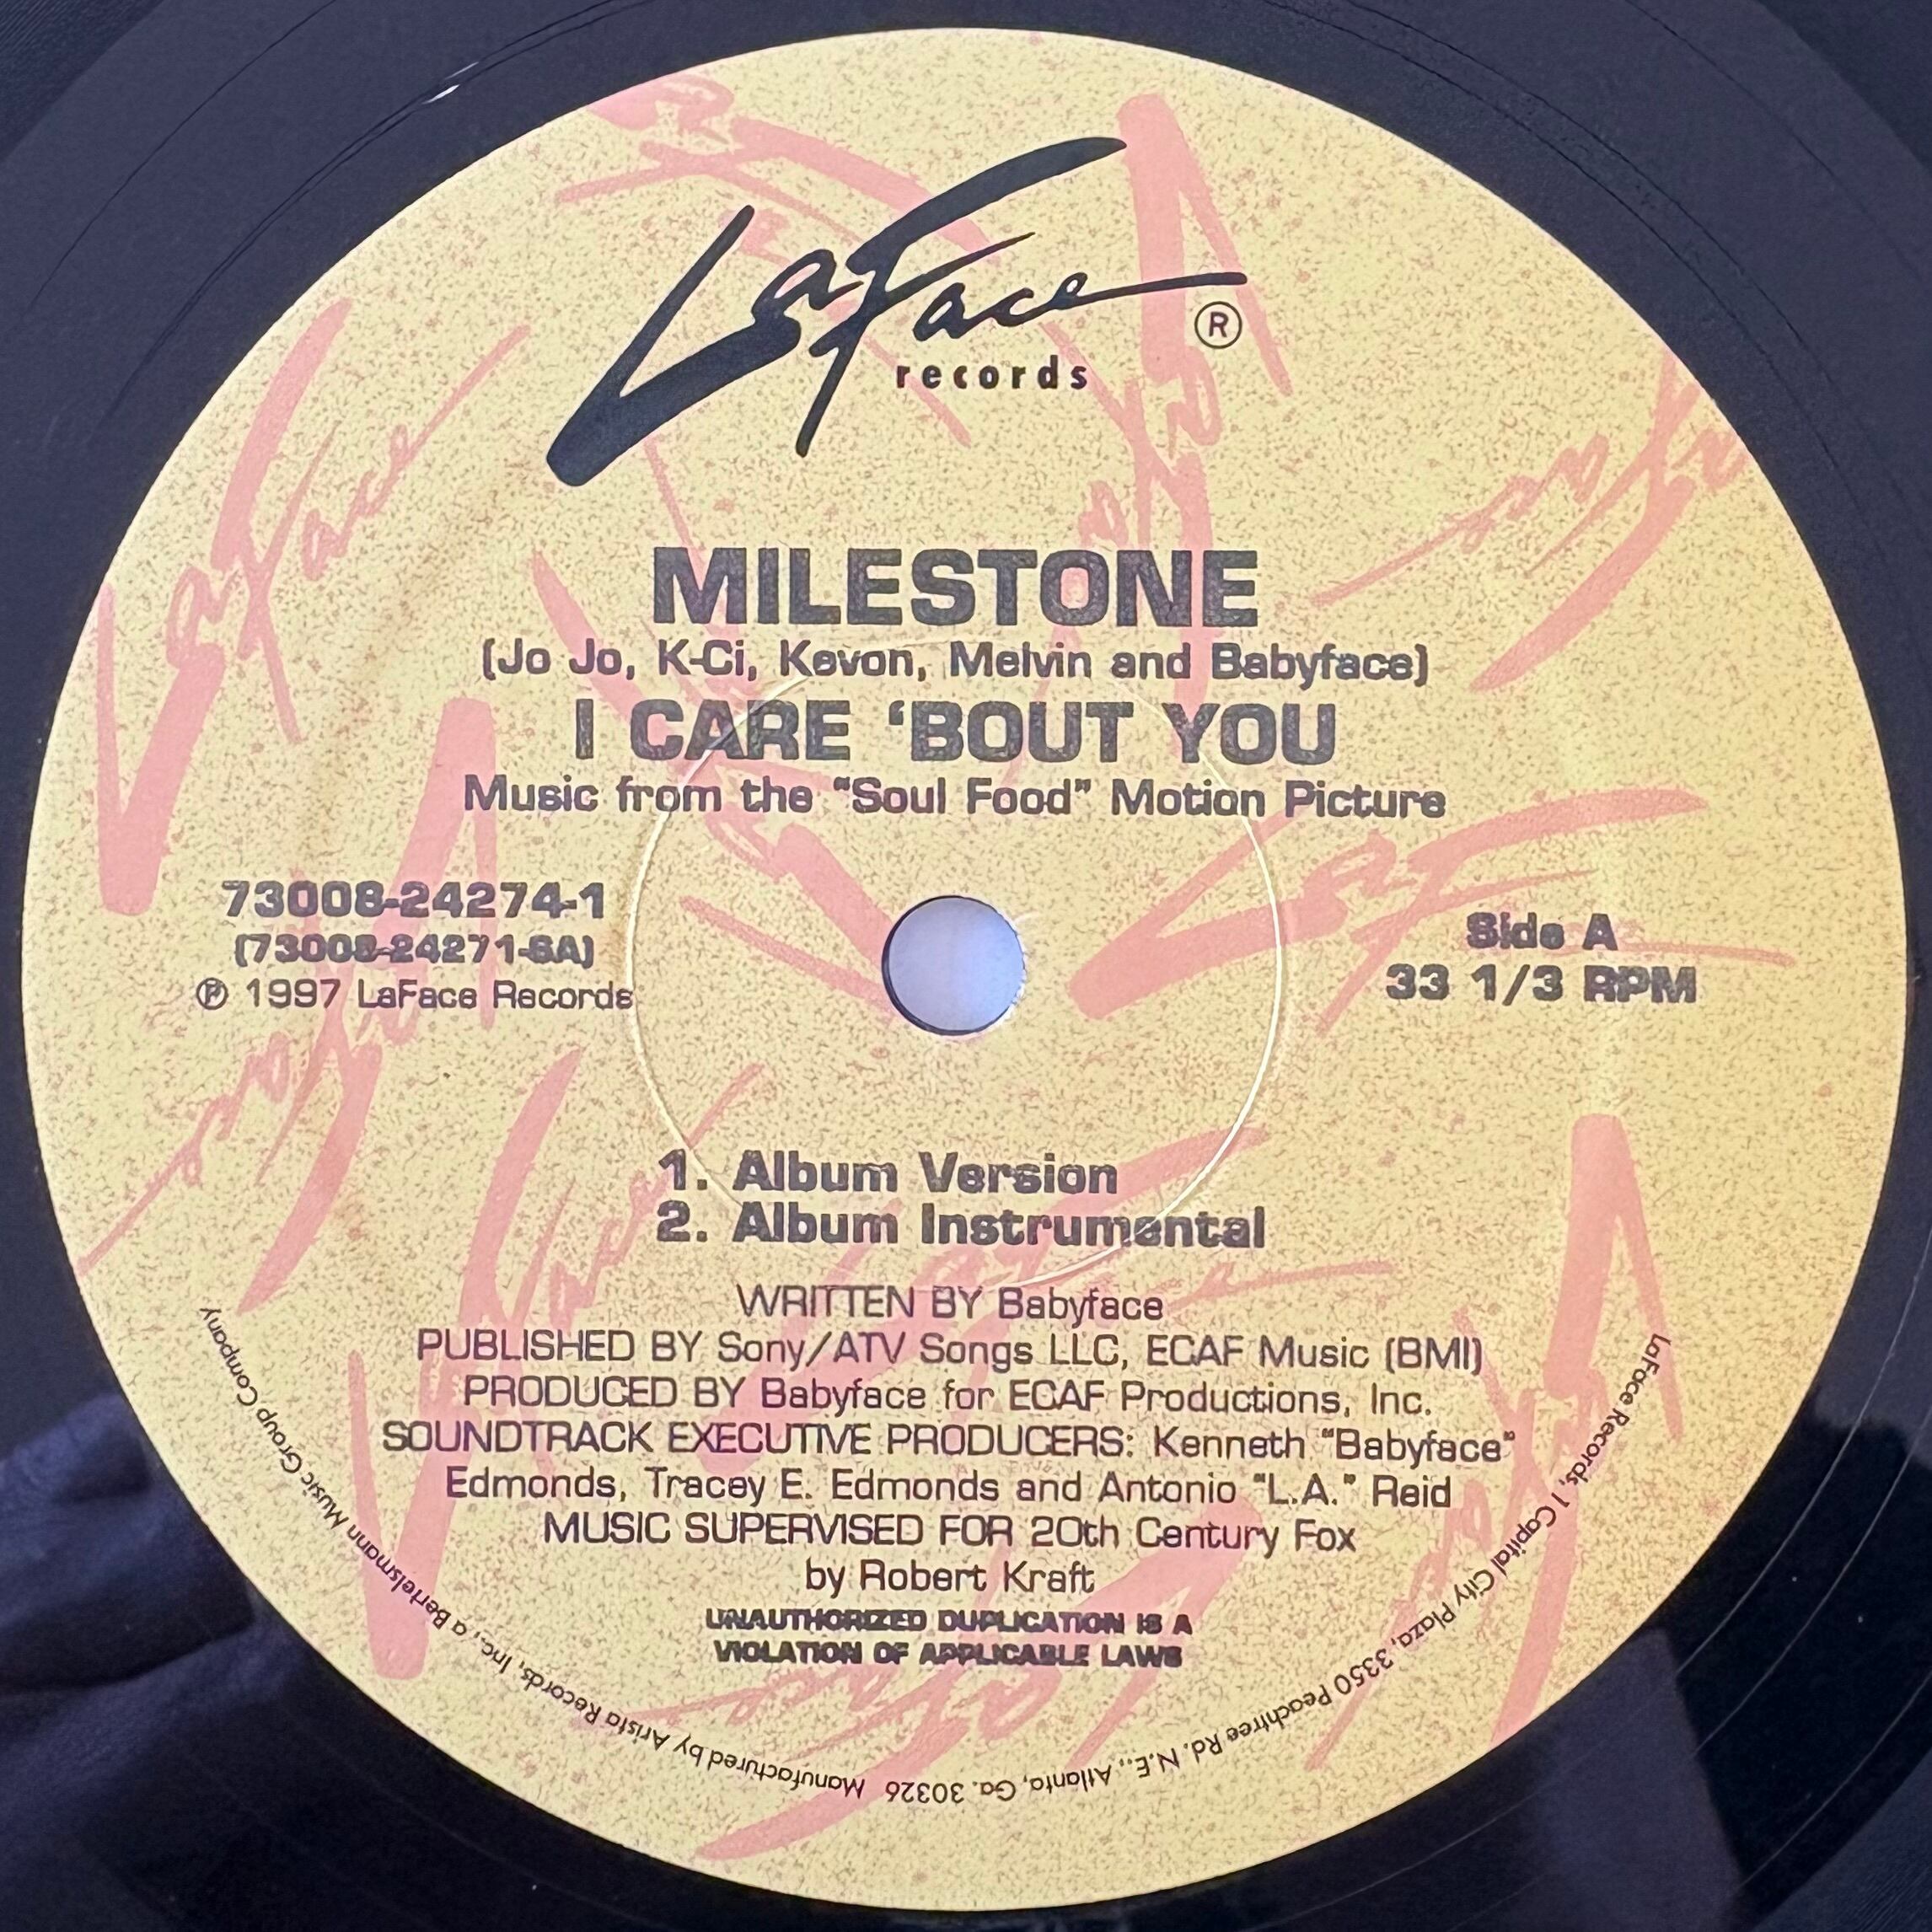 LaFace
records
®
MILESTONE
(Jo Jo, K-Ci, Kevon, Melvin and Babyface)
I CARE ‘BOUT YOU
Music from the “Soul Food” Motion Picture
73008-24274-1
(73008-24271-SA)
℗ 1997 LaFace Records
Side A
33 1/3 RPM
1. Album Version
2. Album Instrumental
WRITTEN BY Babyface
PUBLISHED BY Sony/ATV Songs LLC, ECAF Music (BMI)
PRODUCED BY Babyface for ECAF Productions, Inc.
SOUNDTRACK EXECUTIVE PRODUCERS: Kenneth “Babyface”
Edmonds, Tracey E. Edmonds and Antonio “L.A.” Reid
MUSIC SUPERVISED FOR 20th Century Fox
by Robert Kraft
UNAUTHORIZED DUPLICATION IS A
VIOLATION OF APPLICABLE LAWS
LaFace Records, 1 Capital City Plaza, 3350 Peachtree Rd. N.E., Atlanta, Ga. 30326 Manufactured by Arista Records, Inc., a Bertelsmann Music Group Company